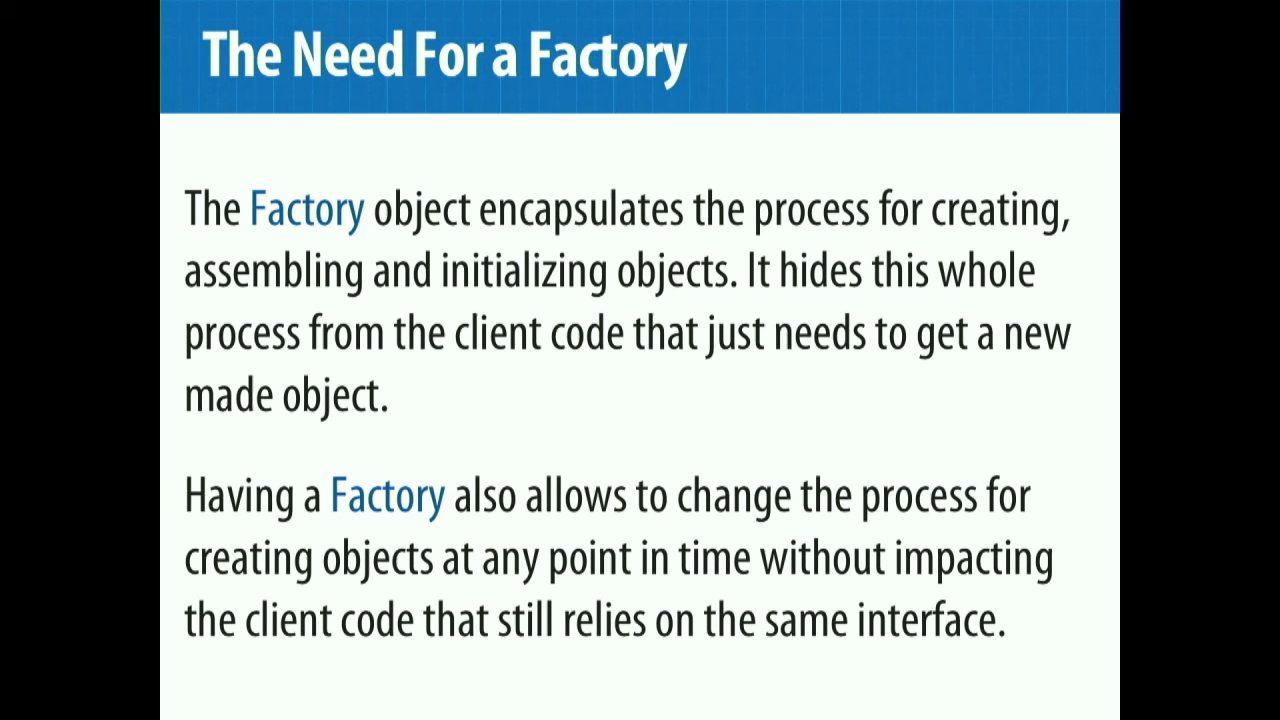 The Need For a Factory
The Factory object encapsulates the process for creating,
assembling and initializing objects. It hides this whole
process from the client code that just needs to get a new
made object.
Having a Factory also allows to change the process for
creating objects at any point in time without impacting
the client code that still relies on the same interface.